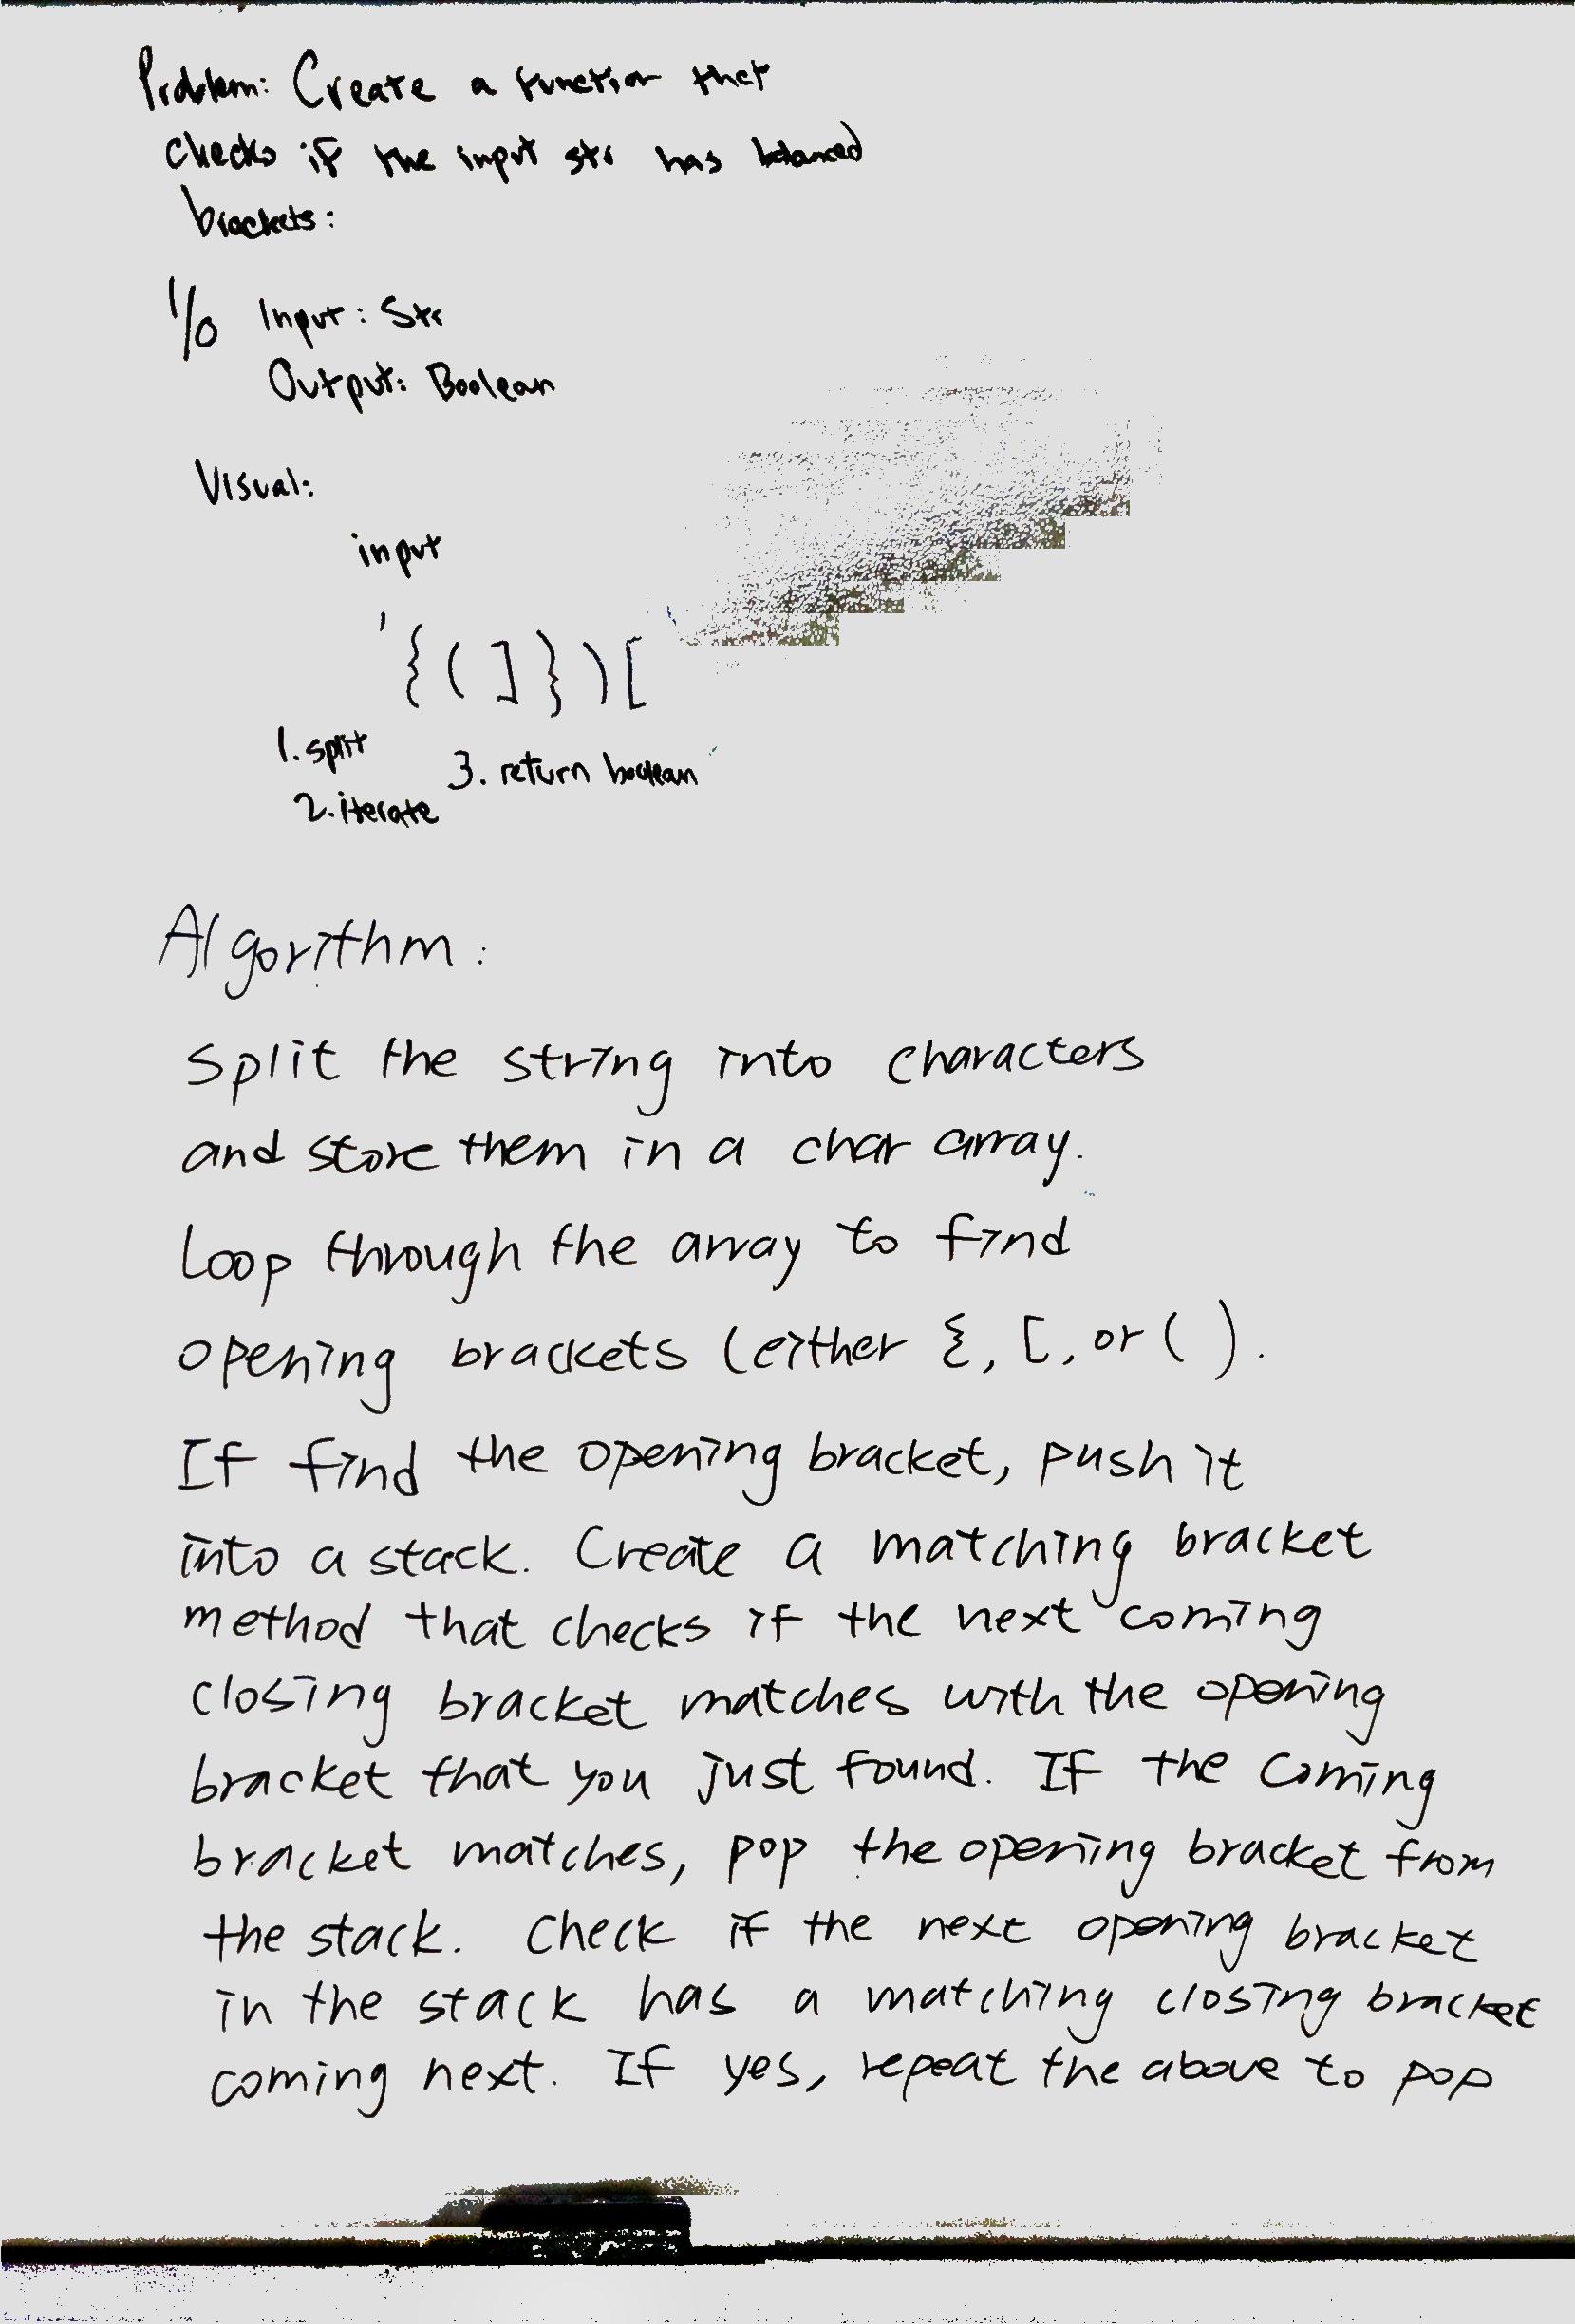 Problem: Create a function that
checks if the input str has balanced
brackets:
I/O Input: Str
Output: Boolean
Visual:
input
'{(]})[
1. split
3. return boolean
2. iterate
Algorithm:
Split the string into characters
and store them in a char array.
Loop through the array to find
opening brackets (either {, [, or ( ).
If find the opening bracket, push it
into a stack. Create a matching bracket
method that checks if the next coming
closing bracket matches with the opening
bracket that you just found. If the coming
bracket matches, pop the opening bracket from
the stack. Check if the next opening bracket
in the stack has a matching closing bracket
coming next. If yes, repeat the above to pop